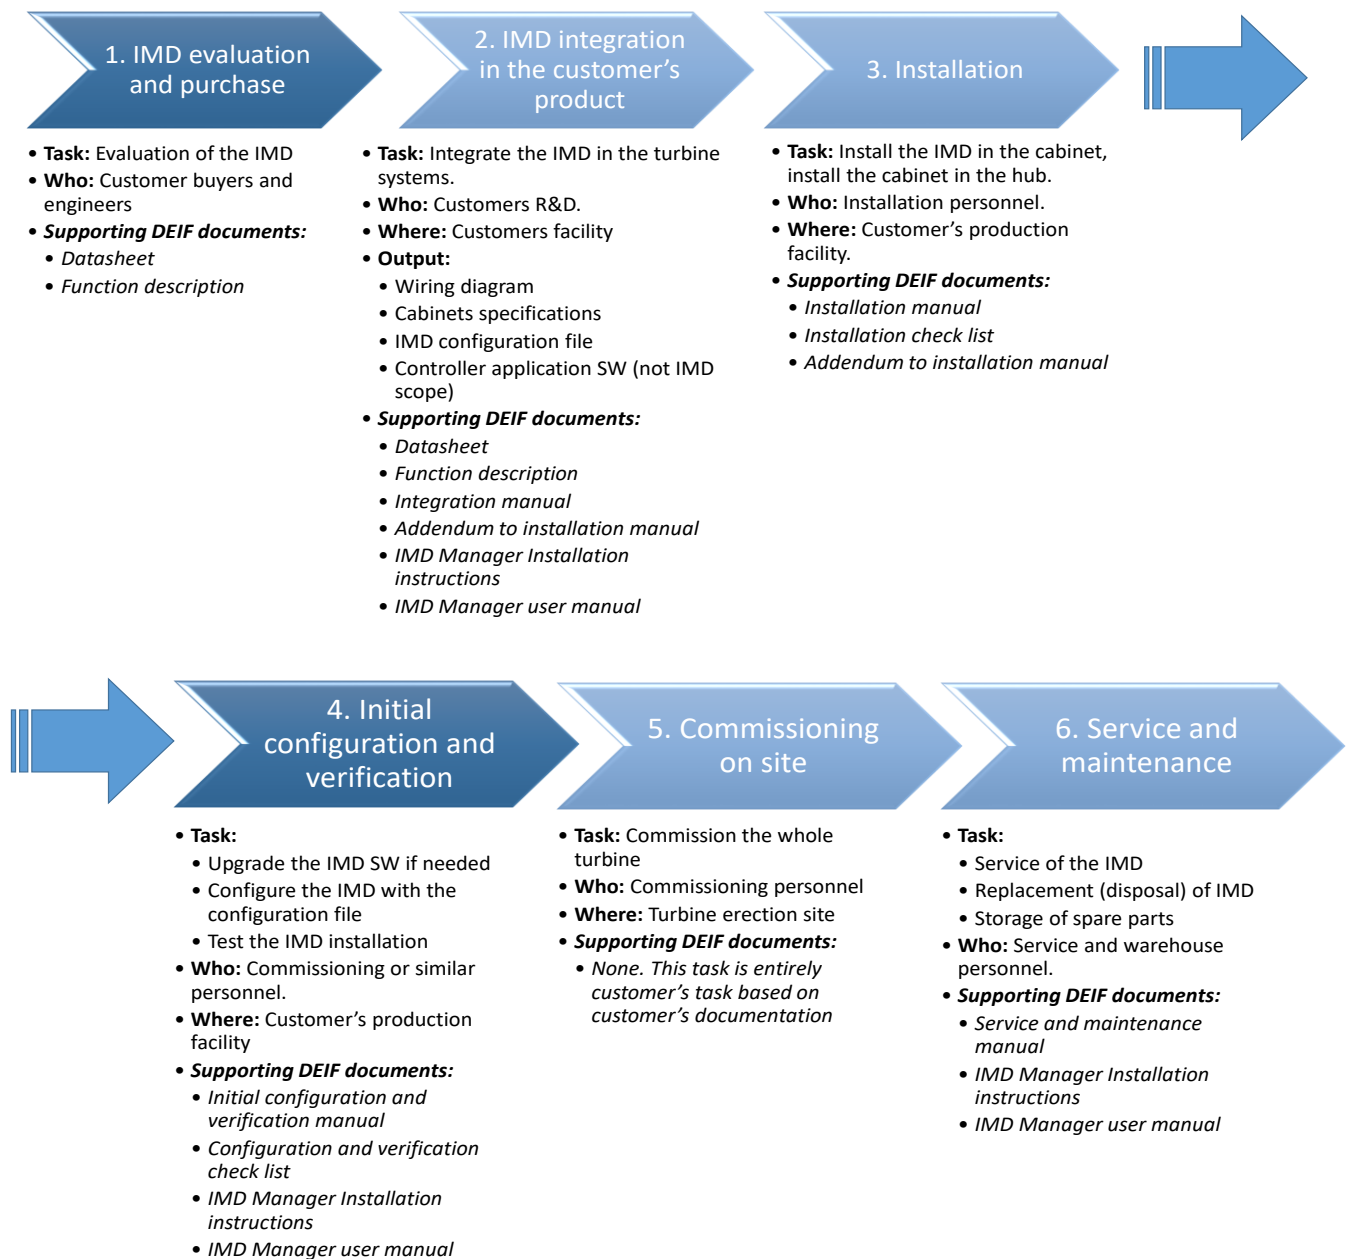 1. IMD evaluation
and purchase
• Task: Evaluation of the IMD
• Who: Customer buyers and
engineers
• Supporting DEIF documents:
• Datasheet
• Function description
2. IMD integration
in the customer’s
product
• Task: Integrate the IMD in the turbine
systems.
• Who: Customers R&D.
• Where: Customers facility
• Output:
• Wiring diagram
• Cabinets specifications
• IMD configuration file
• Controller application SW (not IMD
scope)
• Supporting DEIF documents:
• Datasheet
• Function description
• Integration manual
• Addendum to installation manual
• IMD Manager Installation
instructions
• IMD Manager user manual
3. Installation
• Task: Install the IMD in the cabinet,
install the cabinet in the hub.
• Who: Installation personnel.
• Where: Customer’s production
facility.
• Supporting DEIF documents:
• Installation manual
• Installation check list
• Addendum to installation manual
4. Initial
configuration and
verification
• Task:
• Upgrade the IMD SW if needed
• Configure the IMD with the
configuration file
• Test the IMD installation
• Who: Commissioning or similar
personnel.
• Where: Customer’s production
facility
• Supporting DEIF documents:
• Initial configuration and
verification manual
• Configuration and verification
check list
• IMD Manager Installation
instructions
• IMD Manager user manual
5. Commissioning
on site
• Task: Commission the whole
turbine
• Who: Commissioning personnel
• Where: Turbine erection site
• Supporting DEIF documents:
• None. This task is entirely
customer’s task based on
customer’s documentation
6. Service and
maintenance
• Task:
• Service of the IMD
• Replacement (disposal) of IMD
• Storage of spare parts
• Who: Service and warehouse
personnel.
• Supporting DEIF documents:
• Service and maintenance
manual
• IMD Manager Installation
instructions
• IMD Manager user manual